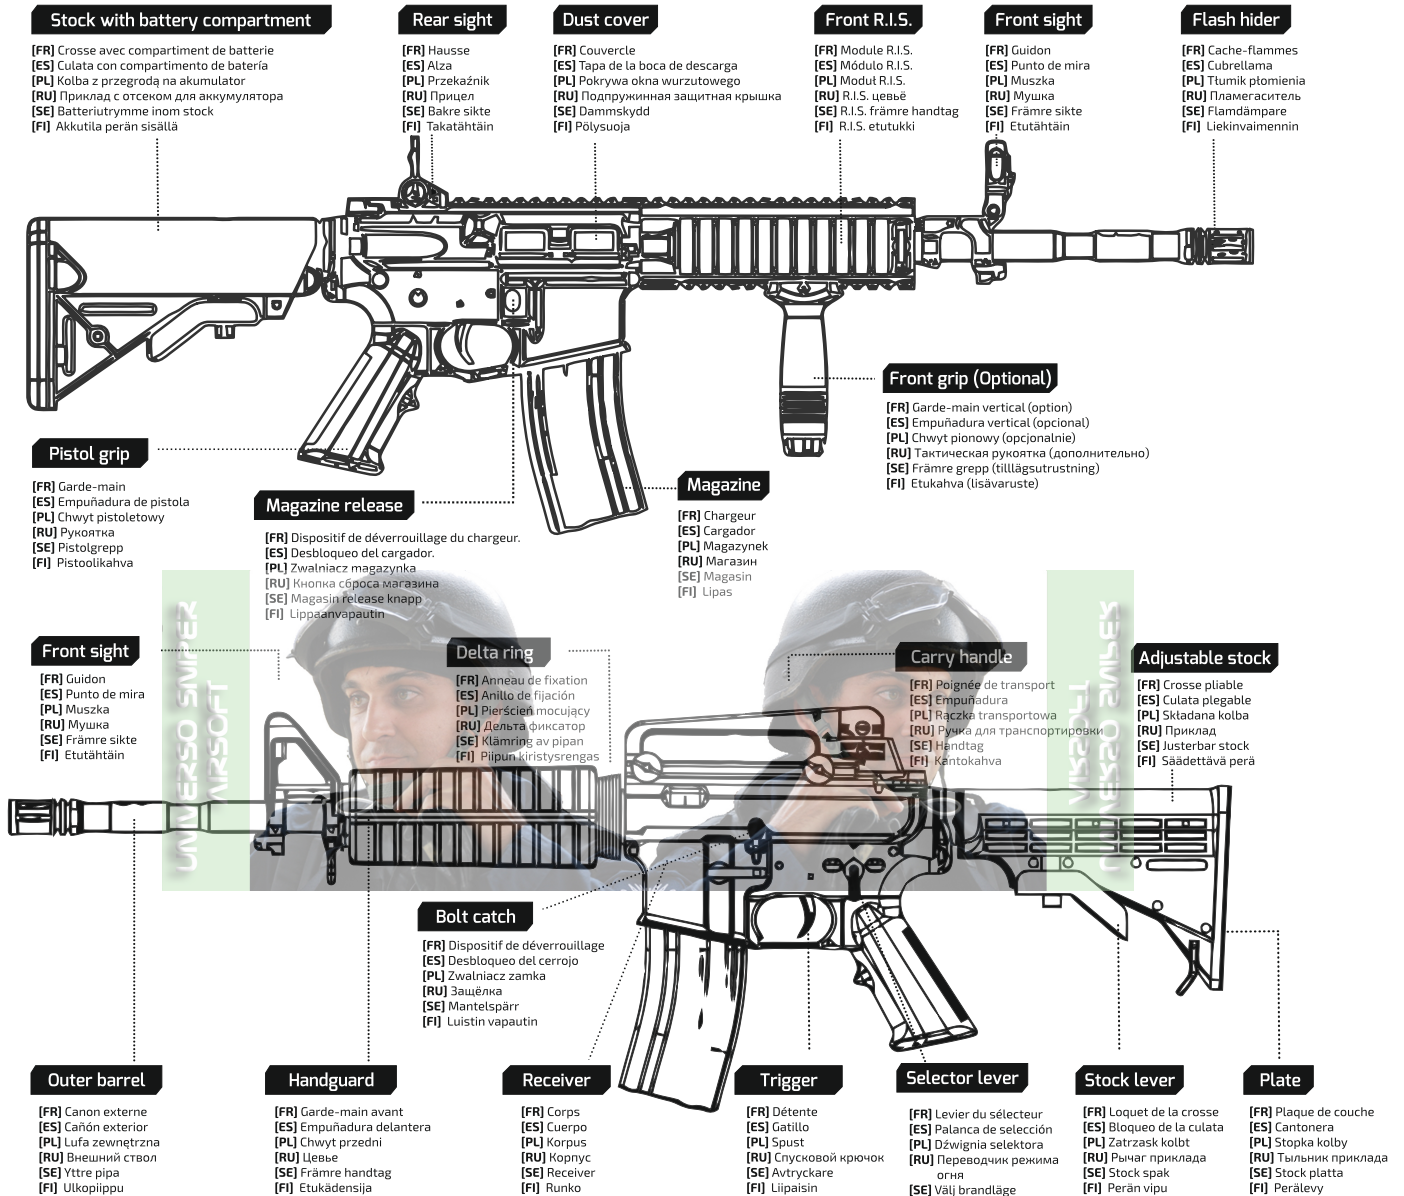 Stock with battery compartment
[FR] Crosse avec compartiment de batterie
[ES] Culata con compartimento de batería
[PL] Kolba z przegrodą na akumulator
[RU] Приклад с отсеком для аккумулятора
[SE] Batteriutrymme inom stock
[FI] Akkutila perän sisällä
Rear sight
[FR] Hausse
[ES] Alza
[PL] Przekaźnik
[RU] Прицел
[SE] Bakre sikte
[FI] Takatähtäin
Dust cover
[FR] Couvercle
[ES] Tapa de la boca de descarga
[PL] Pokrywa okna wurzutowego
[RU] Подпружинная защитная крышка
[SE] Dammskydd
[FI] Pölysuoja
Front R.I.S.
[FR] Module R.I.S.
[ES] Módulo R.I.S.
[PL] Moduł R.I.S.
[RU] R.I.S. цевьё
[SE] R.I.S. främre handtag
[FI] R.I.S. etutukki
Front sight
[FR] Guidon
[ES] Punto de mira
[PL] Muszka
[RU] Мушка
[SE] Främre sikte
[FI] Etutähtäin
Flash hider
[FR] Cache-flammes
[ES] Cubrellama
[PL] Tłumik płomienia
[RU] Пламегаситель
[SE] Flamdämpare
[FI] Liekinvaimennin
Front grip (Optional)
[FR] Garde-main vertical (option)
[ES] Empuñadura vertical (opcional)
[PL] Chwyt pionowy (opcjonalnie)
[RU] Тактическая рукоятка (дополнительно)
[SE] Främre grepp (tilllägsutrustning)
[FI] Etukahva (lisävaruste)
Pistol grip
[FR] Garde-main
[ES] Empuñadura de pistola
[PL] Chwyt pistoletowy
[RU] Рукоятка
[SE] Pistolgrepp
[FI] Pistoolikahva
Magazine release
[FR] Dispositif de déverrouillage du chargeur.
[ES] Desbloqueo del cargador.
[PL] Zwalniacz magazynka
[RU] Кнопка сброса магазина
[SE] Magasin release knapp
[FI] Lippaanvapautin
Magazine
[FR] Chargeur
[ES] Cargador
[PL] Magazynek
[RU] Магазин
[SE] Magasin
[FI] Lipas
UNIVERSO SNIPER
AIRSOFT
AIRSOFT
UNIVERSO SNIPER
Front sight
[FR] Guidon
[ES] Punto de mira
[PL] Muszka
[RU] Мушка
[SE] Främre sikte
[FI] Etutähtäin
Delta ring
[FR] Anneau de fixation
[ES] Anillo de fijación
[PL] Pierścień mocujący
[RU] Дельта фиксатор
[SE] Klämring av pipan
[FI] Piipun kiristysrengas
Carry handle
[FR] Poignée de transport
[ES] Empuñadura
[PL] Rączka transportowa
[RU] Ручка для транспортировки
[SE] Handtag
[FI] Kantokahva
Adjustable stock
[FR] Crosse pliable
[ES] Culata plegable
[PL] Składana kolba
[RU] Приклад
[SE] Justerbar stock
[FI] Säädettävä perä
Bolt catch
[FR] Dispositif de déverrouillage
[ES] Desbloqueo del cerrojo
[PL] Zwalniacz zamka
[RU] Защёлка
[SE] Mantelspärr
[FI] Luistin vapautin
Outer barrel
[FR] Canon externe
[ES] Cañón exterior
[PL] Lufa zewnętrzna
[RU] Внешний ствол
[SE] Yttre pipa
[FI] Ulkopiippu
Handguard
[FR] Garde-main avant
[ES] Empuñadura delantera
[PL] Chwyt przedni
[RU] Цевье
[SE] Främre handtag
[FI] Etukädensija
Receiver
[FR] Corps
[ES] Cuerpo
[PL] Korpus
[RU] Корпус
[SE] Receiver
[FI] Runko
Trigger
[FR] Détente
[ES] Gatillo
[PL] Spust
[RU] Спусковой крючок
[SE] Avtryckare
[FI] Liipaisin
Selector lever
[FR] Levier du sélecteur
[ES] Palanca de selección
[PL] Dźwignia selektora
[RU] Переводчик режима
огня
[SE] Välj brandläge
Stock lever
[FR] Loquet de la crosse
[ES] Bloqueo de la culata
[PL] Zatrzask kolbt
[RU] Рычаг приклада
[SE] Stock spak
[FI] Perän vipu
Plate
[FR] Plaque de couche
[ES] Cantonera
[PL] Stopka kolby
[RU] Тыльник приклада
[SE] Stock platta
[FI] Perälevy